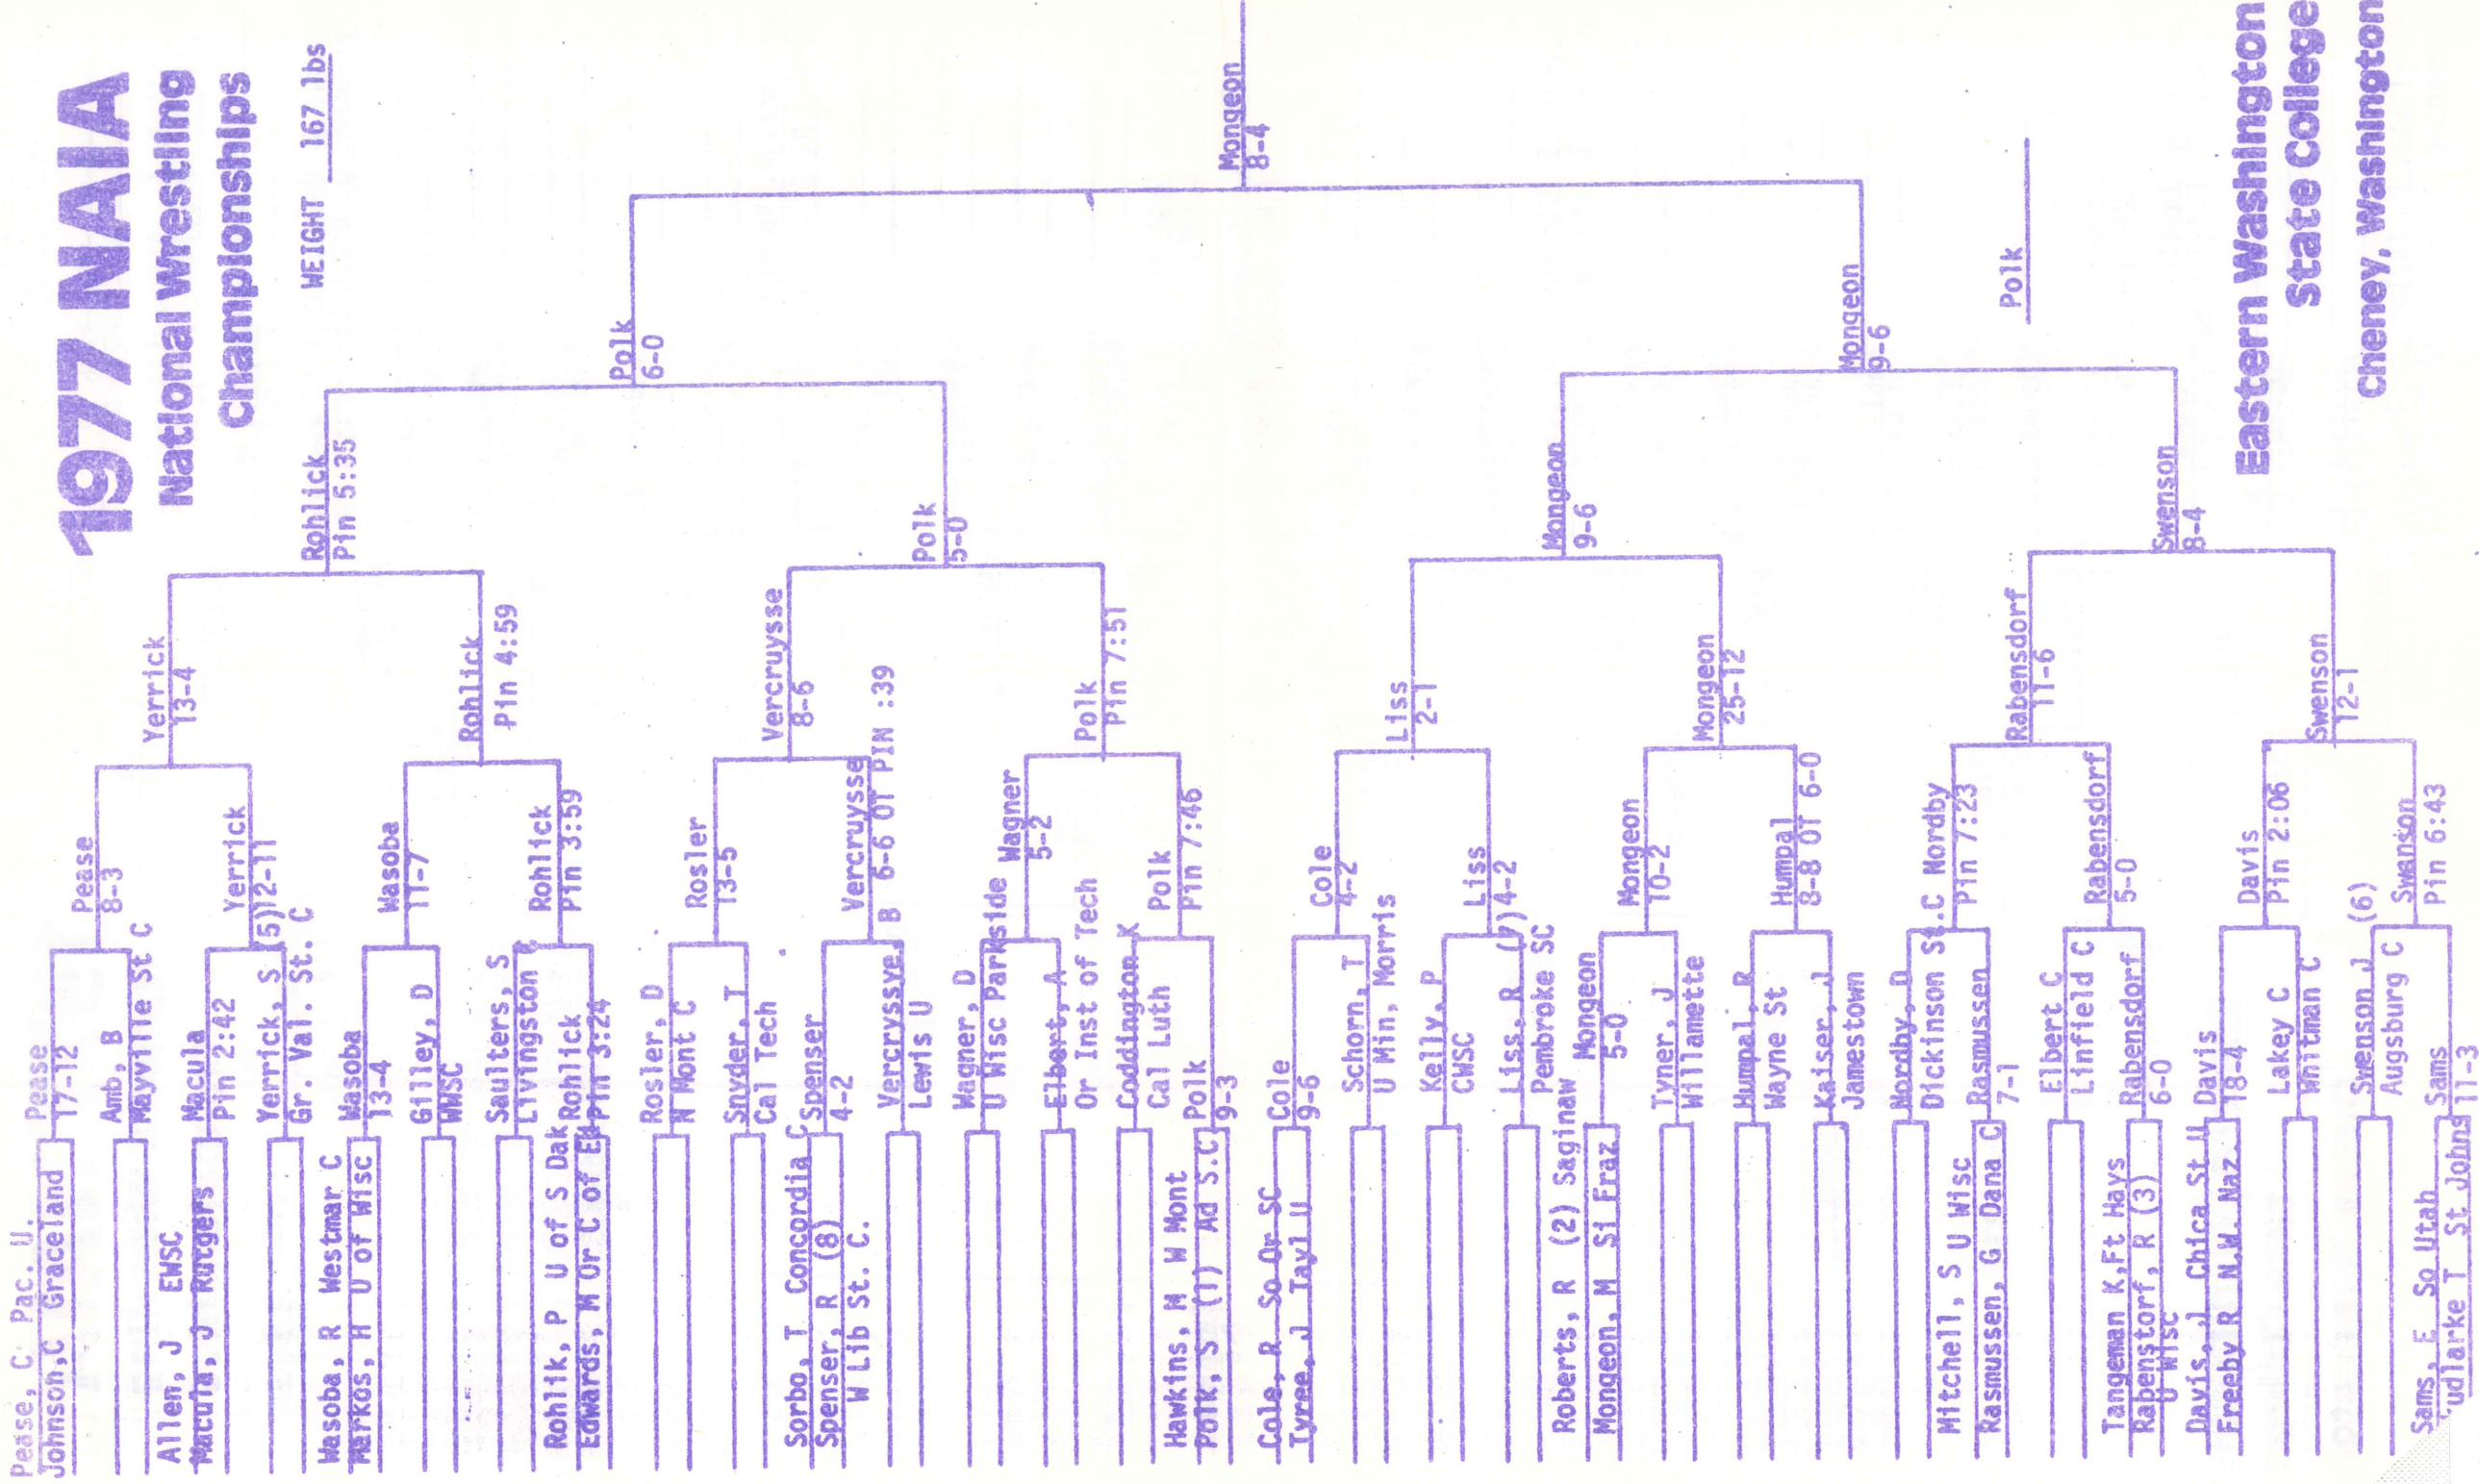 1977 NAIA
National Wrestling
Championships
WEIGHT 167 lbs
Pease, C Pac. U.
Johnson,C Graceland
Pease
17-12
Amb, B
Mayville St C
Pease
8-3
Allen, J EWSC
Macula, J Rutgers
Macula
Pin 2:42
Yerrick, S (5)
Gr. Val. St. C
Yerrick
12-11
Yerrick
13-4
Wasoba, R Westmar C
Markos, H U of Wisc
Wasoba
13-4
Gilley, D
WWSC
Wasoba
11-7
Saulters, S
Livingston
Rohlik, P U of S Dak
Edwards, M Or C of E
Rohlick
Pin 3:24
Rohlick
Pin 3:59
Rohlick
Pin 4:59
Rohlick
Pin 5:35
Rosler, D
N Mont C
Snyder, T
Cal Tech
Rosler
13-5
Sorbo, T Concordia C
Spenser, R (8)
W Lib St. C.
Spenser
4-2
Vercryssye, B
Lewis U
Vercruysse
6-6 OT PIN :39
Vercruysse
8-6
Wagner, D
U Wisc Parkside
Elbert, A
Or Inst of Tech
Wagner
5-2
Coddington K
Cal Luth
Hawkins, M W Mont
Polk, S (1) Ad S.C
Polk
9-3
Polk
Pin 7:46
Polk
Pin 7:51
Polk
5-0
Polk
6-0
Mongeon
8-4
Cole, R So Or SC
Tyree, J Tayl U
Cole
9-6
Schorn, T
U Min, Morris
Cole
4-2
Kelly, P
CWSC
Liss, R (7)
Pembroke SC
Liss
4-2
Liss
2-1
Roberts, R (2) Saginaw
Mongeon, M Si Fraz
Mongeon
5-0
Tyner, J
Willamette
Mongeon
10-2
Humpal, R
Wayne St
Kaiser, J
Jamestown
Humpal
8-8 OT 6-0
Mongeon
25-12
Mongeon
9-6
Nordby, D
Dickinson St.C
Mitchell, S U Wisc
Rasmussen, G Dana C
Rasmussen
7-1
Nordby
Pin 7:23
Elbert C
Linfield C
Tangeman K,Ft Hays
Rabenstorf, R (3)
U Wisc
Rabensdorf
6-0
Rabensdorf
5-0
Rabensdorf
11-6
Davis, J Chica St U
Freeby R N.W. Naz.
Davis
18-4
Lakey C
Whitman C
Davis
Pin 2:06
Swenson J (6)
Augsburg C
Sams, E So Utah
udlarke T St Johns
Sams
11-3
Swanson
Pin 6:43
Swenson
12-1
Swenson
8-4
Mongeon
9-6
Polk
Eastern Washington
State College
Cheney, Washington